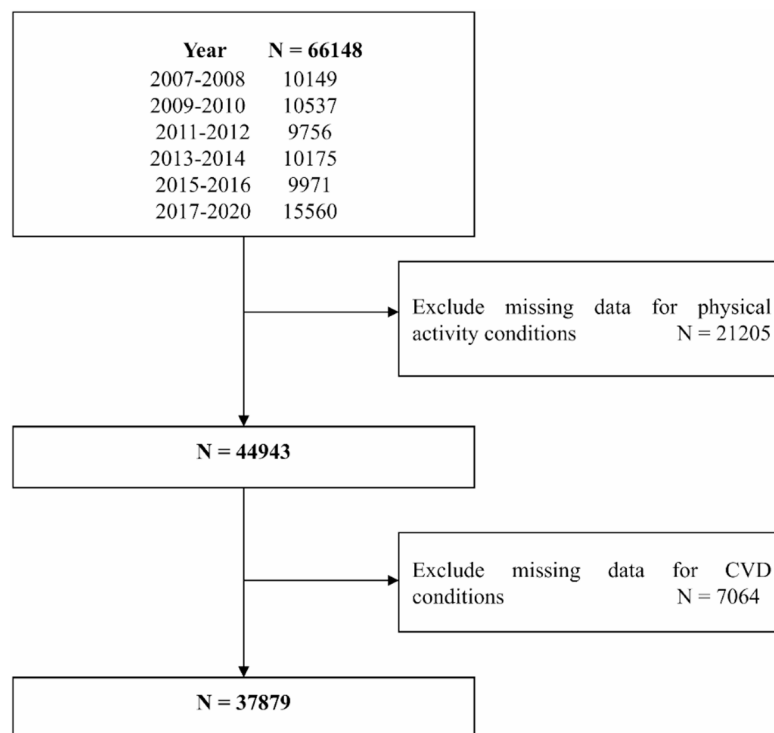 Year N = 66148
2007-2008 10149
2009-2010 10537
2011-2012 9756
2013-2014 10175
2015-2016 9971
2017-2020 15560
Exclude missing data for physical
activity conditions N = 21205
N = 44943
Exclude missing data for CVD
conditions N = 7064
N = 37879